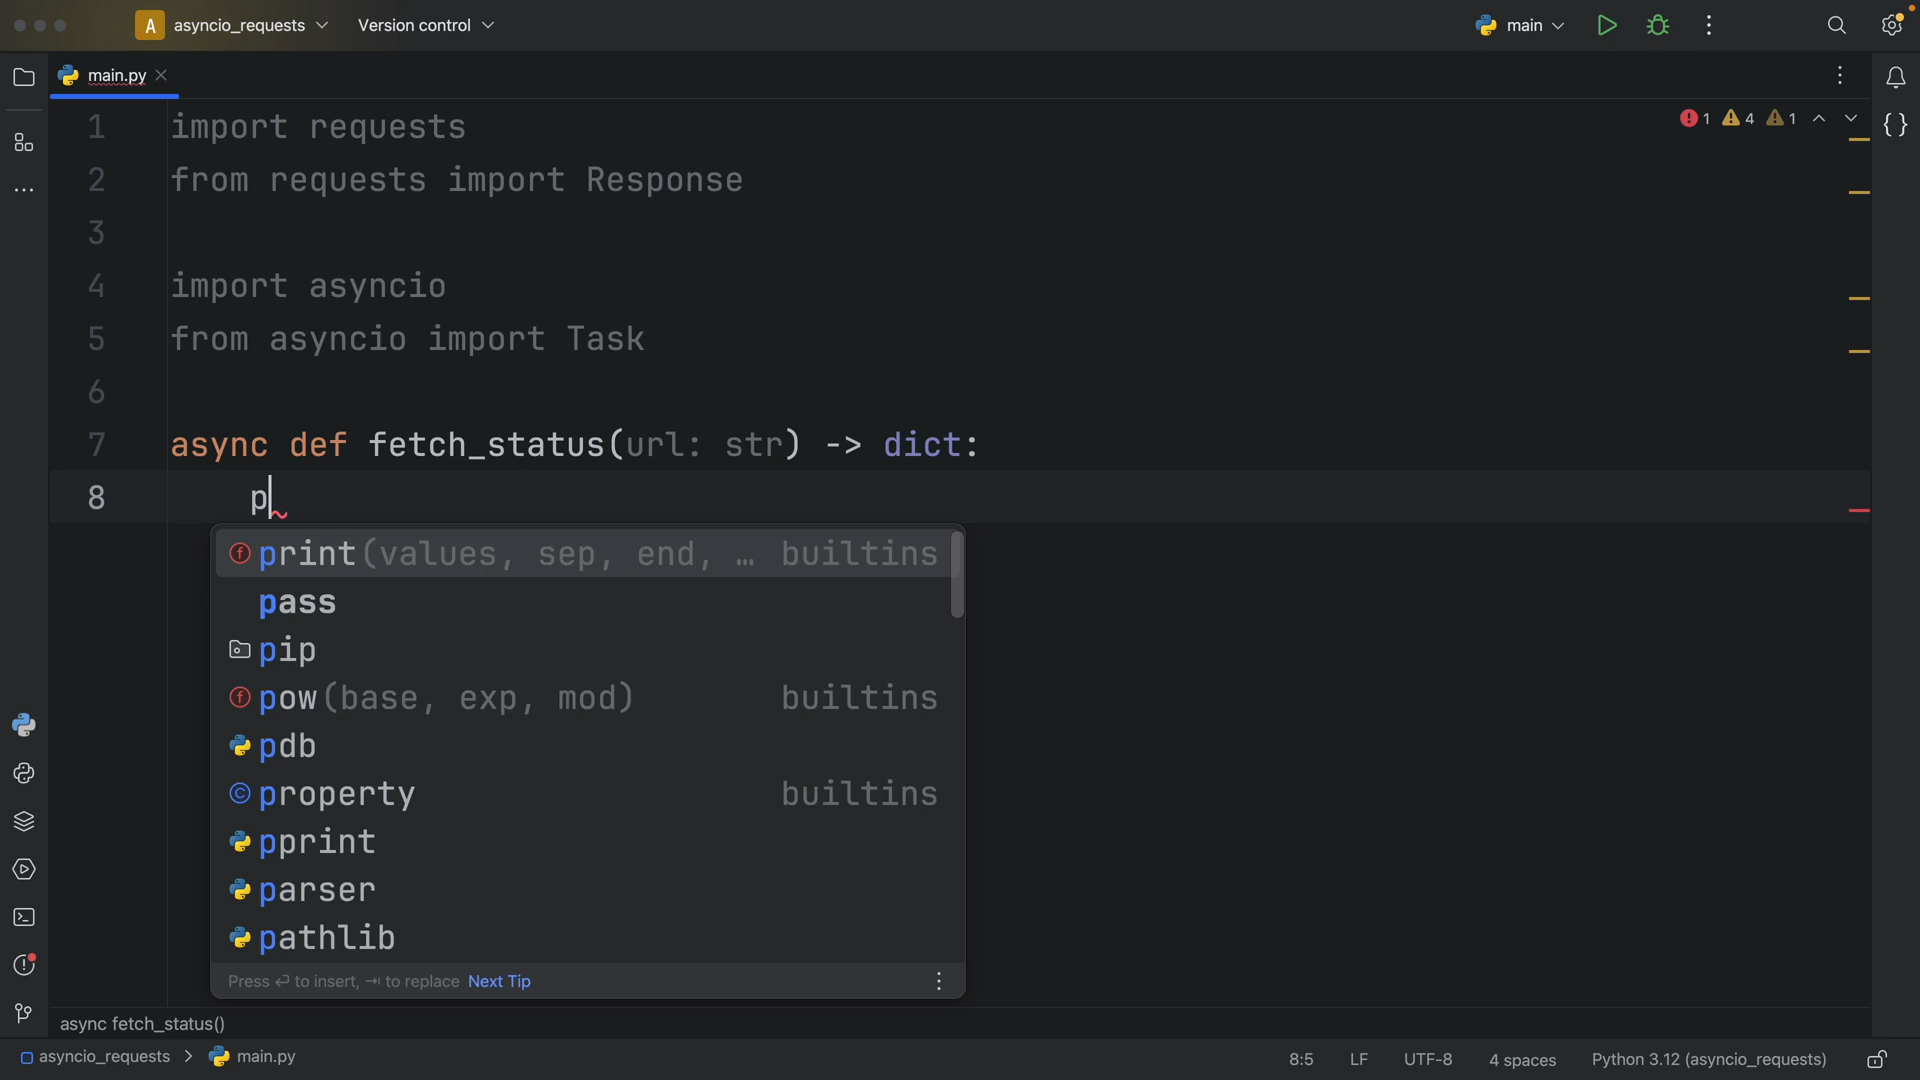 A asyncio_requests Version control main
main.py
1 import requests 1 4 1
2 from requests import Response
3
4 import asyncio
5 from asyncio import Task
6
7 async def fetch_status(url: str) -> dict:
8 p
print(values, sep, end, … builtins
pass
pip
pow(base, exp, mod) builtins
pdb
property builtins
pprint
parser
pathlib
Press ⏎ to insert, ⇥ to replace Next Tip
async fetch_status()
asyncio_requests > main.py 8:5 LF UTF-8 4 spaces Python 3.12 (asyncio_requests)